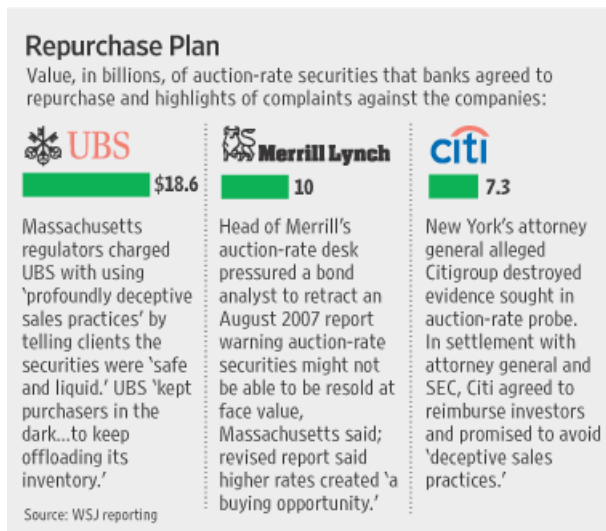 Repurchase Plan
Value, in billions, of auction-rate securities that banks agreed to
repurchase and highlights of complaints against the companies:
UBS
$18.6
Massachusetts
regulators charged
UBS with using
‘profoundly deceptive
sales practices’ by
telling clients the
securities were ‘safe
and liquid.’ UBS ‘kept
purchasers in the
dark...to keep
offloading its
inventory.’
Merrill Lynch
10
Head of Merrill’s
auction-rate desk
pressured a bond
analyst to retract an
August 2007 report
warning auction-rate
securities might not
be able to be resold at
face value,
Massachusetts said;
revised report said
higher rates created ‘a
buying opportunity.’
citi
7.3
New York’s attorney
general alleged
Citigroup destroyed
evidence sought in
auction-rate probe.
In settlement with
attorney general and
SEC, Citi agreed to
reimburse investors
and promised to avoid
‘deceptive sales
practices.’
Source: WSJ reporting